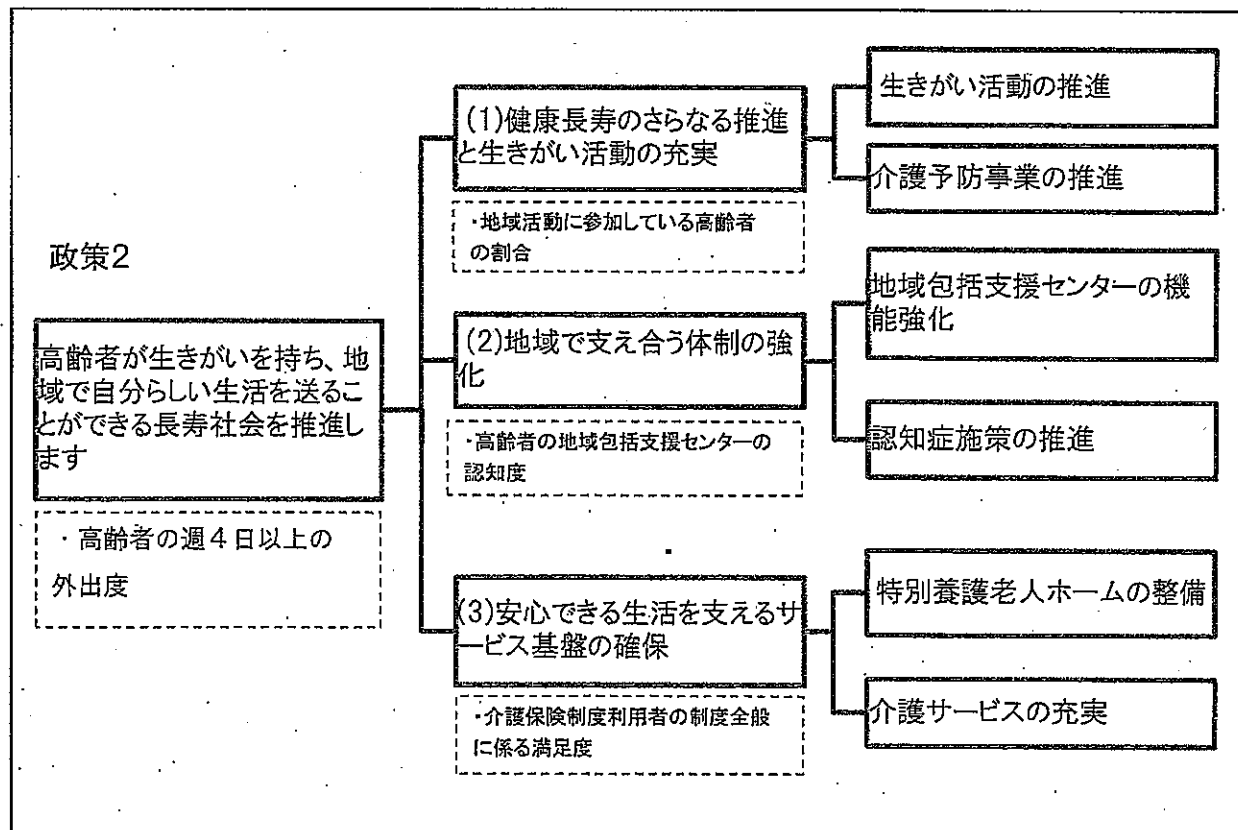 政策2
高齢者が生きがいを持ち、地
域で自分らしい生活を送るこ
とができる長寿社会を推進し
ます
・高齢者の週4日以上の
外出度
(1)健康長寿のさらなる推進
と生きがい活動の充実
・地域活動に参加している高齢者
の割合
生きがい活動の推進
介護予防事業の推進
(2)地域で支え合う体制の強
化
・高齢者の地域包括支援センターの
認知度
地域包括支援センターの機
能強化
認知症施策の推進
(3)安心できる生活を支えるサ
ービス基盤の確保
・介護保険制度利用者の制度全般
に係る満足度
特別養護老人ホームの整備
介護サービスの充実